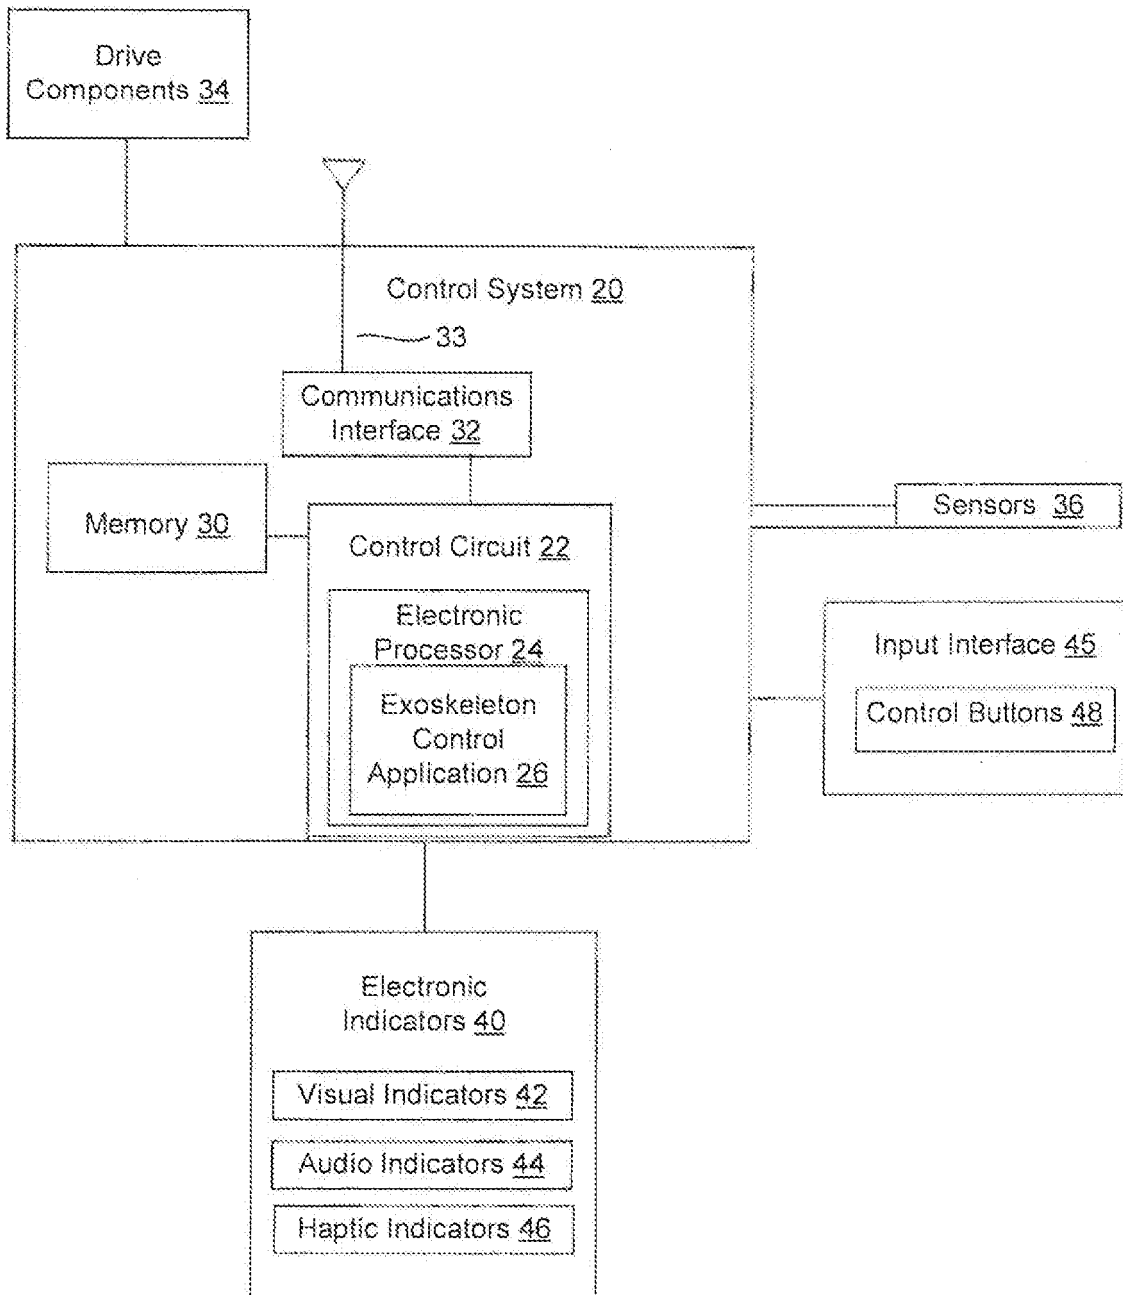 Drive
Components 34
Control System 20
33
Communications
Interface 32
Memory 30
Control Circuit 22
Electronic
Processor 24
Exoskeleton
Control
Application 26
Sensors 36
Input Interface 45
Control Buttons 48
Electronic
Indicators 40
Visual Indicators 42
Audio Indicators 44
Haptic Indicators 46